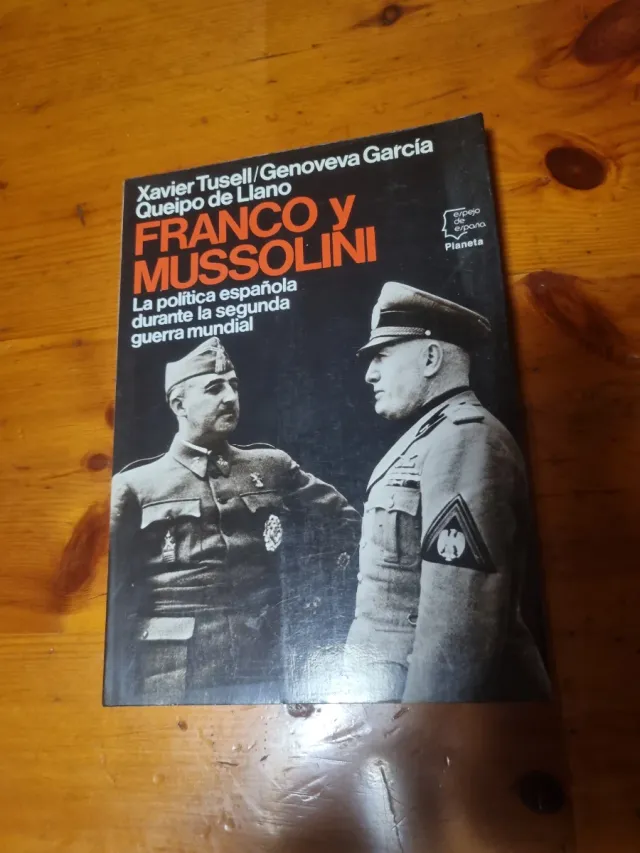 Xavier Tusell/Genoveva García
Queipo de Llano
FRANCO y
MUSSOLINI
La política española
durante la segunda
guerra mundial
espejo
de
españa
Planeta